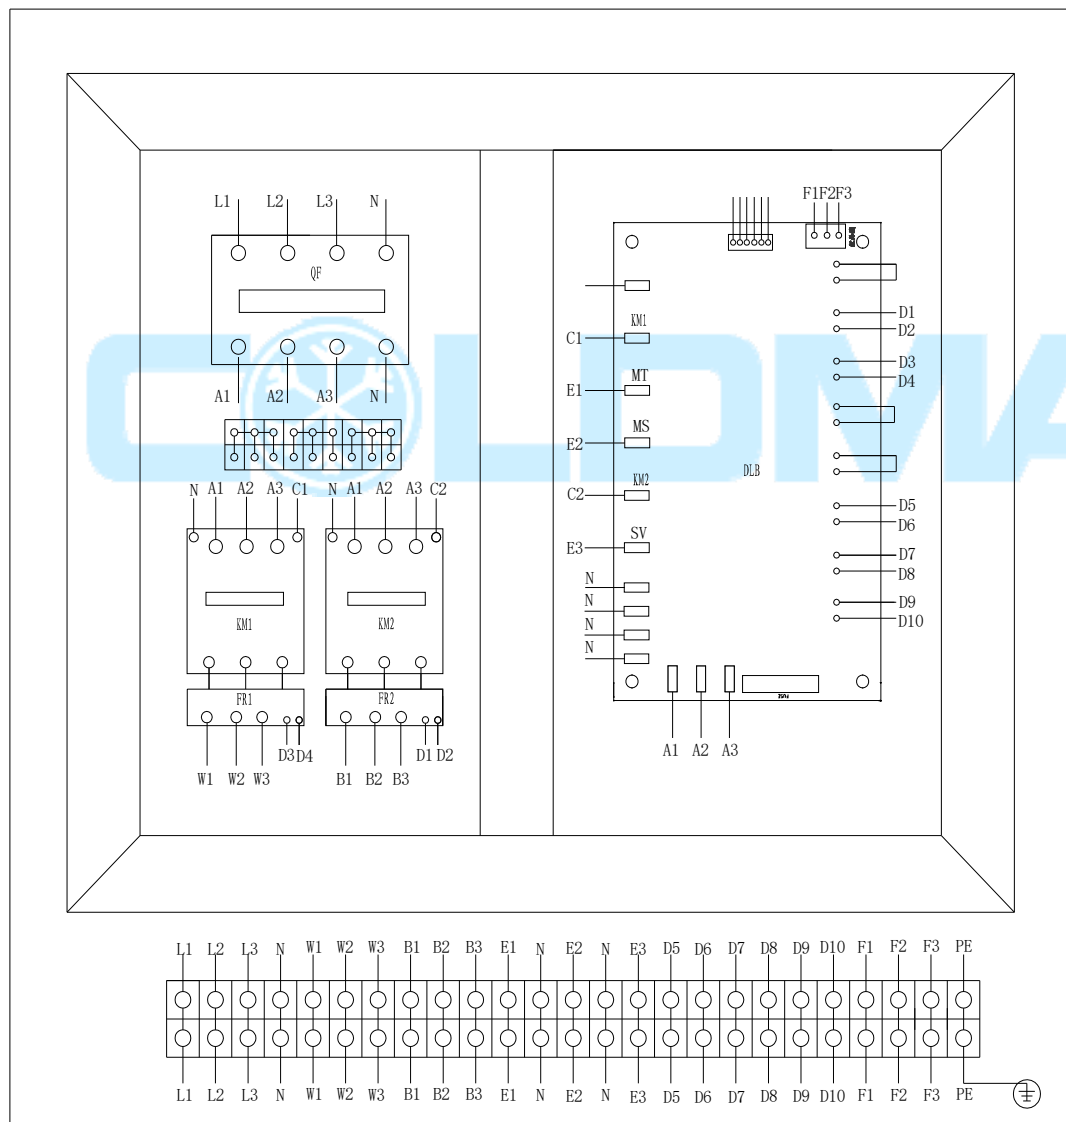 L1 L2 L3 N
QF
A1 A2 A3 N
N A1 A2 A3 C1 N A1 A2 A3 C2
KM1 KM2
FR1 FR2
D3 D4 D1 D2
W1 W2 W3 B1 B2 B3
F1 F2 F3
KM1
C1
MT
E1
MS
E2
KM2
C2
SV
E3
N
N
N
N
DLB
D1
D2
D3
D4
D5
D6
D7
D8
D9
D10
FUSE
A1 A2 A3
COLDMA
L1 L2 L3 N W1 W2 W3 B1 B2 B3 E1 N E2 N E3 D5 D6 D7 D8 D9 D10 F1 F2 F3 PE
L1 L2 L3 N W1 W2 W3 B1 B2 B3 E1 N E2 N E3 D5 D6 D7 D8 D9 D10 F1 F2 F3 PE